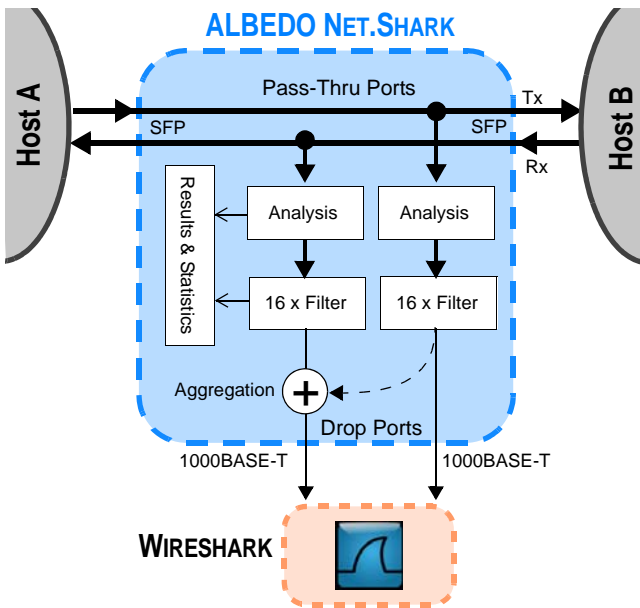 ALBEDO NET.SHARK
Host A
Host B
Pass-Thru Ports
Tx
SFP
SFP
Rx
Results & Statistics
Analysis
Analysis
16 x Filter
16 x Filter
Aggregation
+
Drop Ports
1000BASE-T
1000BASE-T
WIRESHARK